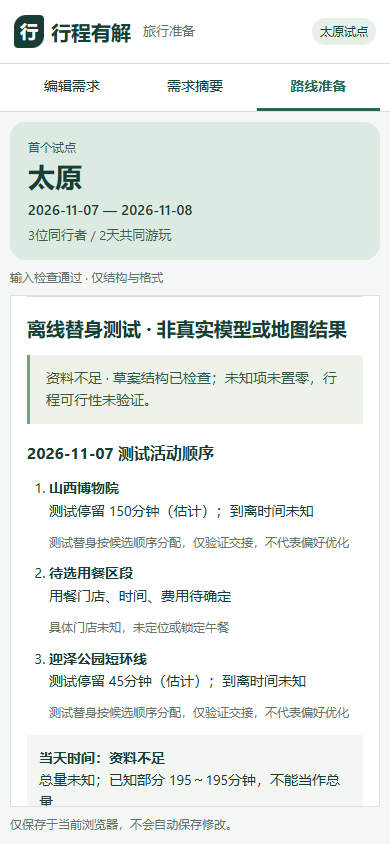 行 行程有解 旅行准备 太原试点
编辑需求 需求摘要 路线准备
首个试点
太原
2026-11-07 — 2026-11-08
3位同行者 / 2天共同游玩
输入检查通过 · 仅结构与格式
离线替身测试 · 非真实模型或地图结果
资料不足 · 草案结构已检查；未知项未置零，行
程可行性未验证。
2026-11-07 测试活动顺序
1. 山西博物院
测试停留 150分钟（估计）；到离时间未知
测试替身按候选顺序分配，仅验证交接，不代表偏好优化
2. 待选用餐区段
用餐门店、时间、费用待确定
具体门店未知，未定位或锁定午餐
3. 迎泽公园短环线
测试停留 45分钟（估计）；到离时间未知
测试替身按候选顺序分配，仅验证交接，不代表偏好优化
当天时间：资料不足
总量未知；已知部分 195～195分钟，不能当作总
量
仅保存于当前浏览器，不会自动保存修改。